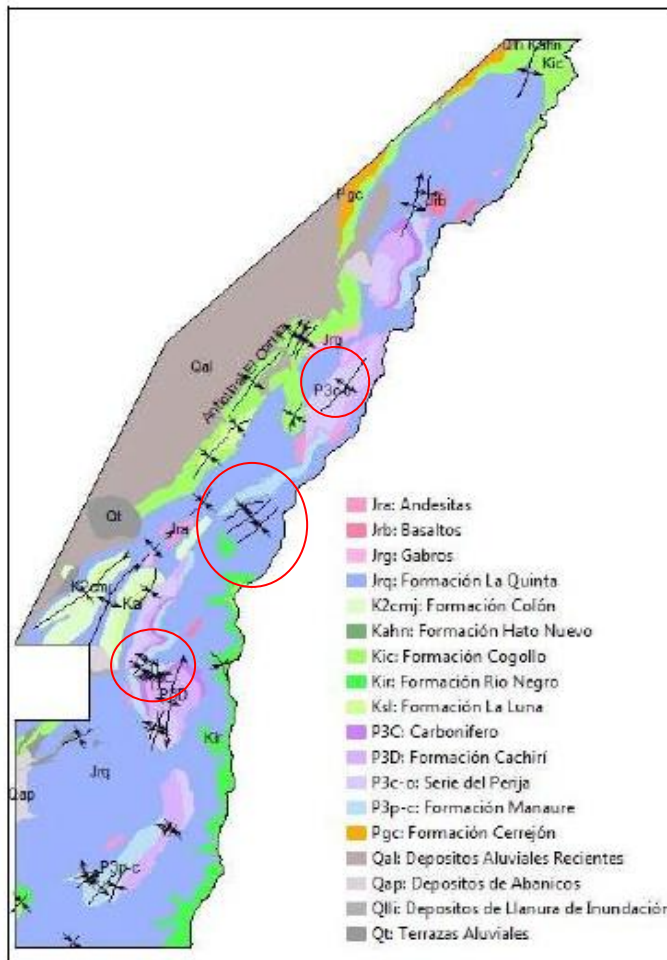 Kic
Pgc
Jrb
Jrq
Qal
P3c-o
Qt
Jra
K2cmj
Ka
P3D
Kir
Jrq
Qap
P3p-c
Jra: Andesitas
Jrb: Basaltos
Jrg: Gabros
Jrq: Formación La Quinta
K2cmj: Formación Colón
Kahn: Formación Hato Nuevo
Kic: Formación Cogollo
Kir: Formación Rio Negro
Ksl: Formación La Luna
P3C: Carbonifero
P3D: Formación Cachirí
P3c-o: Serie del Perija
P3p-c: Formación Manaure
Pgc: Formación Cerrejón
Qal: Depositos Aluviales Recientes
Qap: Depositos de Abanicos
Qlli: Depositos de Llanura de Inundación
Qt: Terrazas Aluviales